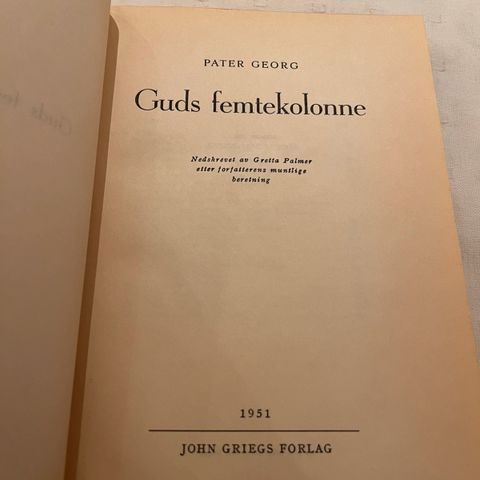 PATER GEORG
Guds femtekolonne
Nedskrevet av Gretta Palmer
etter forfatterens muntlige
beretning
1951
JOHN GRIEGS FORLAG